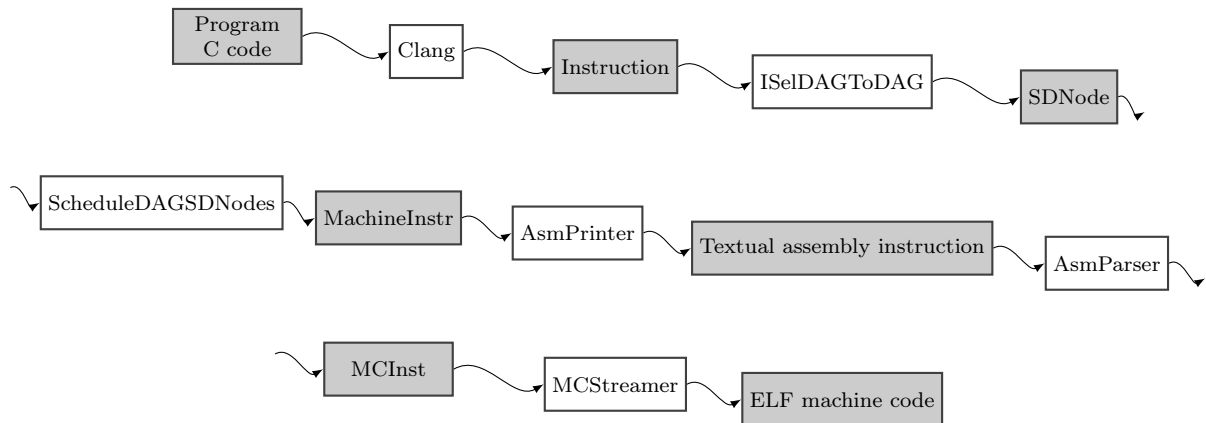 Program
C code
Clang
Instruction
ISelDAGToDAG
SDNode
ScheduleDAGSDNodes
MachineInstr
AsmPrinter
Textual assembly instruction
AsmParser
MCInst
MCStreamer
ELF machine code